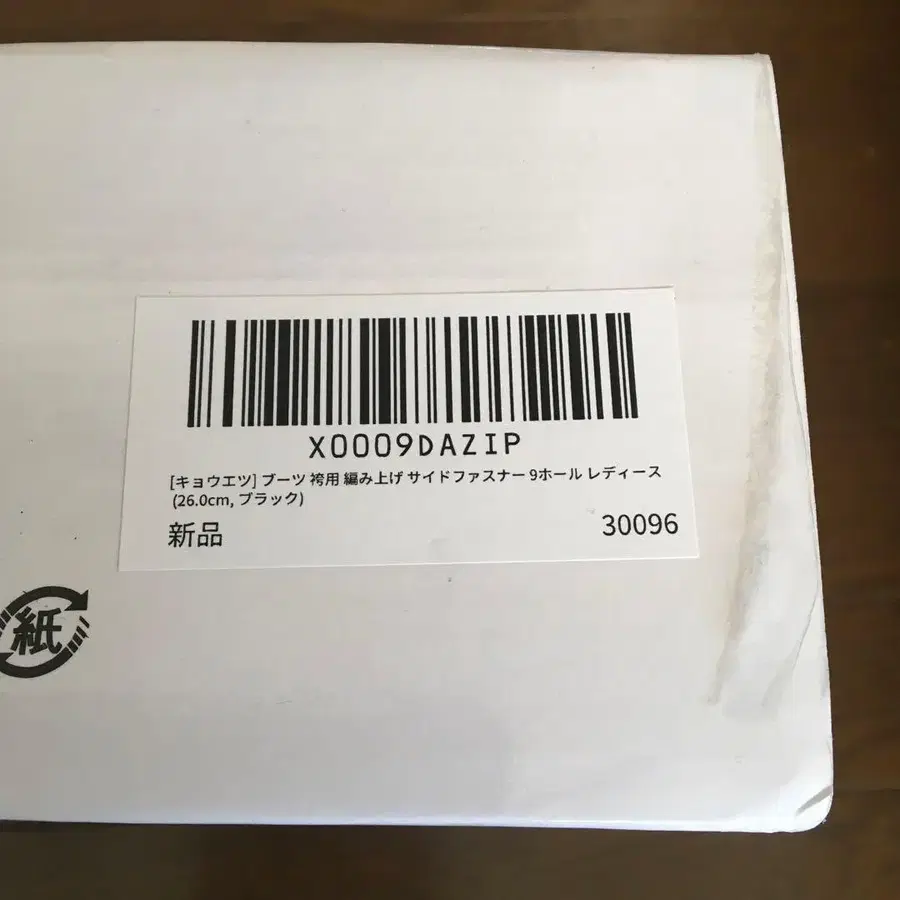 X0009DAZIP
[キョウエツ] ブーツ 袴用 編み上げ サイドファスナー 9ホール レディース
(26.0cm, ブラック)
新品 30096
紙